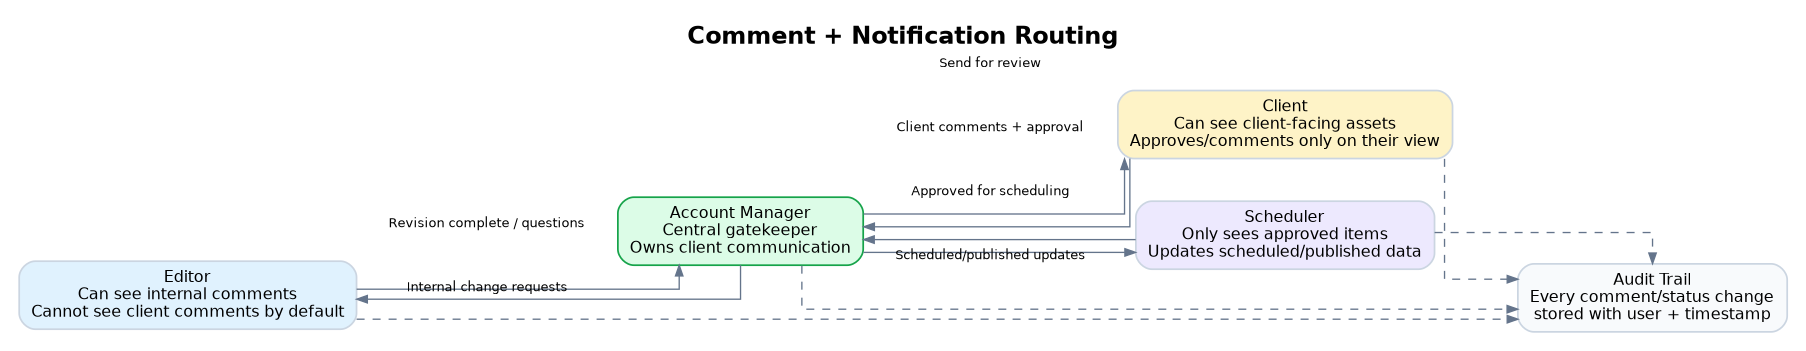 Comment + Notification Routing
Send for review
Client
Can see client-facing assets
Approves/comments only on their view
Client comments + approval
Approved for scheduling
Account Manager
Central gatekeeper
Owns client communication
Scheduler
Only sees approved items
Updates scheduled/published data
Revision complete / questions
Scheduled/published updates
Editor
Can see internal comments
Cannot see client comments by default
Internal change requests
Audit Trail
Every comment/status change
stored with user + timestamp